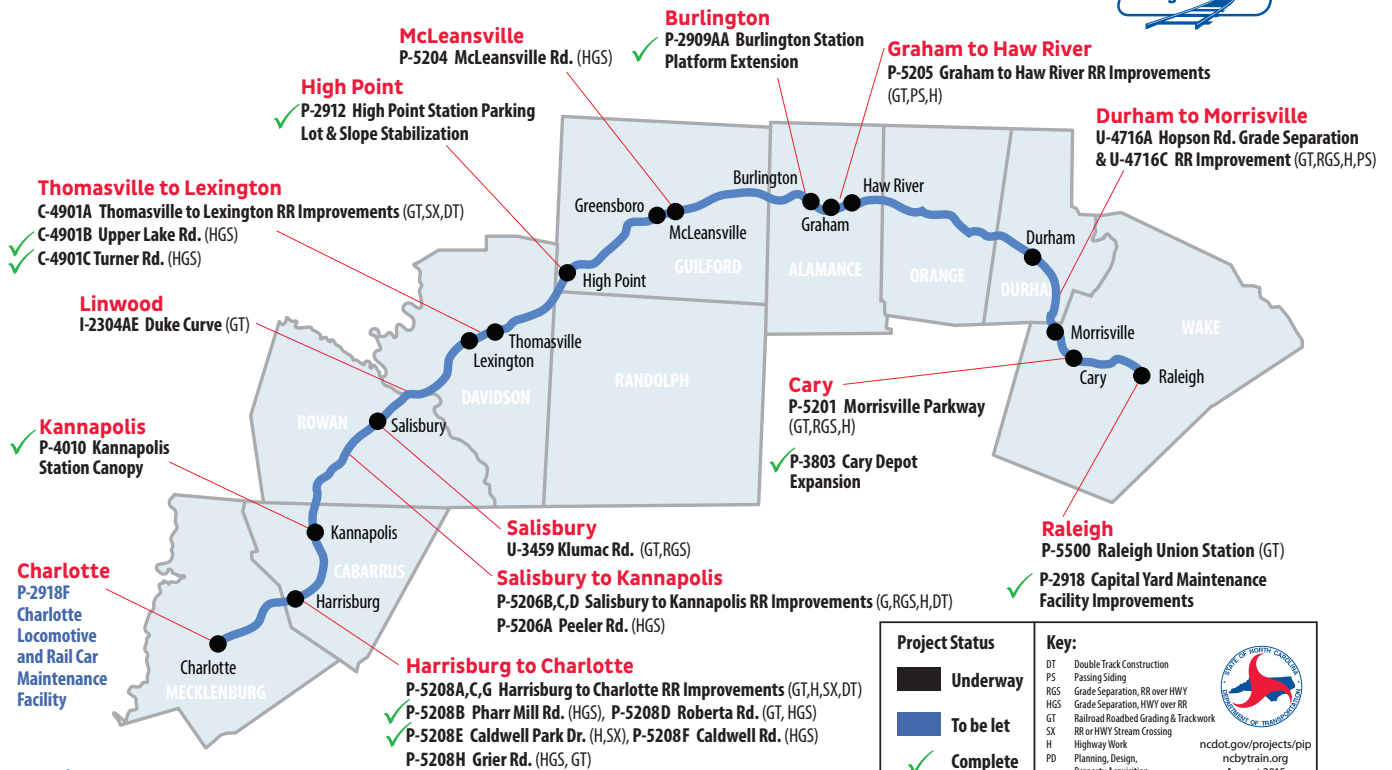 Burlington
P-2909AA Burlington Station
Platform Extension
McLeansville
P-5204 McLeansville Rd. (HGS)
Graham to Haw River
P-5205 Graham to Haw River RR Improvements
(GT,PS,H)
High Point
P-2912 High Point Station Parking
Lot & Slope Stabilization
Durham to Morrisville
U-4716A Hopson Rd. Grade Separation
& U-4716C RR Improvement (GT,RGS,H,PS)
Thomasville to Lexington
C-4901A Thomasville to Lexington RR Improvements (GT,SX,DT)
C-4901B Upper Lake Rd. (HGS)
C-4901C Turner Rd. (HGS)
Linwood
I-2304AE Duke Curve (GT)
Burlington
Haw River
Greensboro
McLeansville
Graham
Durham
GUILFORD
ALAMANCE
ORANGE
DURHA
High Point
WAKE
Morrisville
Thomasville
Lexington
Cary
Raleigh
RANDOLPH
DAVIDSON
ROWAN
Salisbury
Cary
P-5201 Morrisville Parkway
(GT,RGS,H)
P-3803 Cary Depot
Expansion
Kannapolis
P-4010 Kannapolis
Station Canopy
Kannapolis
CABARRUS
Harrisburg
Charlotte
MECKLENBURG
Salisbury
U-3459 Klumac Rd. (GT,RGS)
Raleigh
P-5500 Raleigh Union Station (GT)
P-2918 Capital Yard Maintenance
Facility Improvements
Charlotte
P-2918F
Charlotte
Locomotive
and Rail Car
Maintenance
Facility
Salisbury to Kannapolis
P-5206B,C,D Salisbury to Kannapolis RR Improvements (G,RGS,H,DT)
P-5206A Peeler Rd. (HGS)
Harrisburg to Charlotte
P-5208A,C,G Harrisburg to Charlotte RR Improvements (GT,H,SX,DT)
P-5208B Pharr Mill Rd. (HGS), P-5208D Roberta Rd. (GT, HGS)
P-5208E Caldwell Park Dr. (H,SX), P-5208F Caldwell Rd. (HGS)
P-5208H Grier Rd. (HGS, GT)
Project Status
Underway
To be let
Complete
Key:
DT Double Track Construction
PS Passing Siding
RGS Grade Separation, RR over HWY
HGS Grade Separation, HWY over RR
GT Railroad Roadbed Grading & Trackwork
SX RR or HWY Stream Crossing
H Highway Work
PD Planning, Design,
STATE OF NORTH CAROLINA
DEPARTMENT OF TRANSPORTATION
ncdot.gov/projects/pip
ncbytrain.org